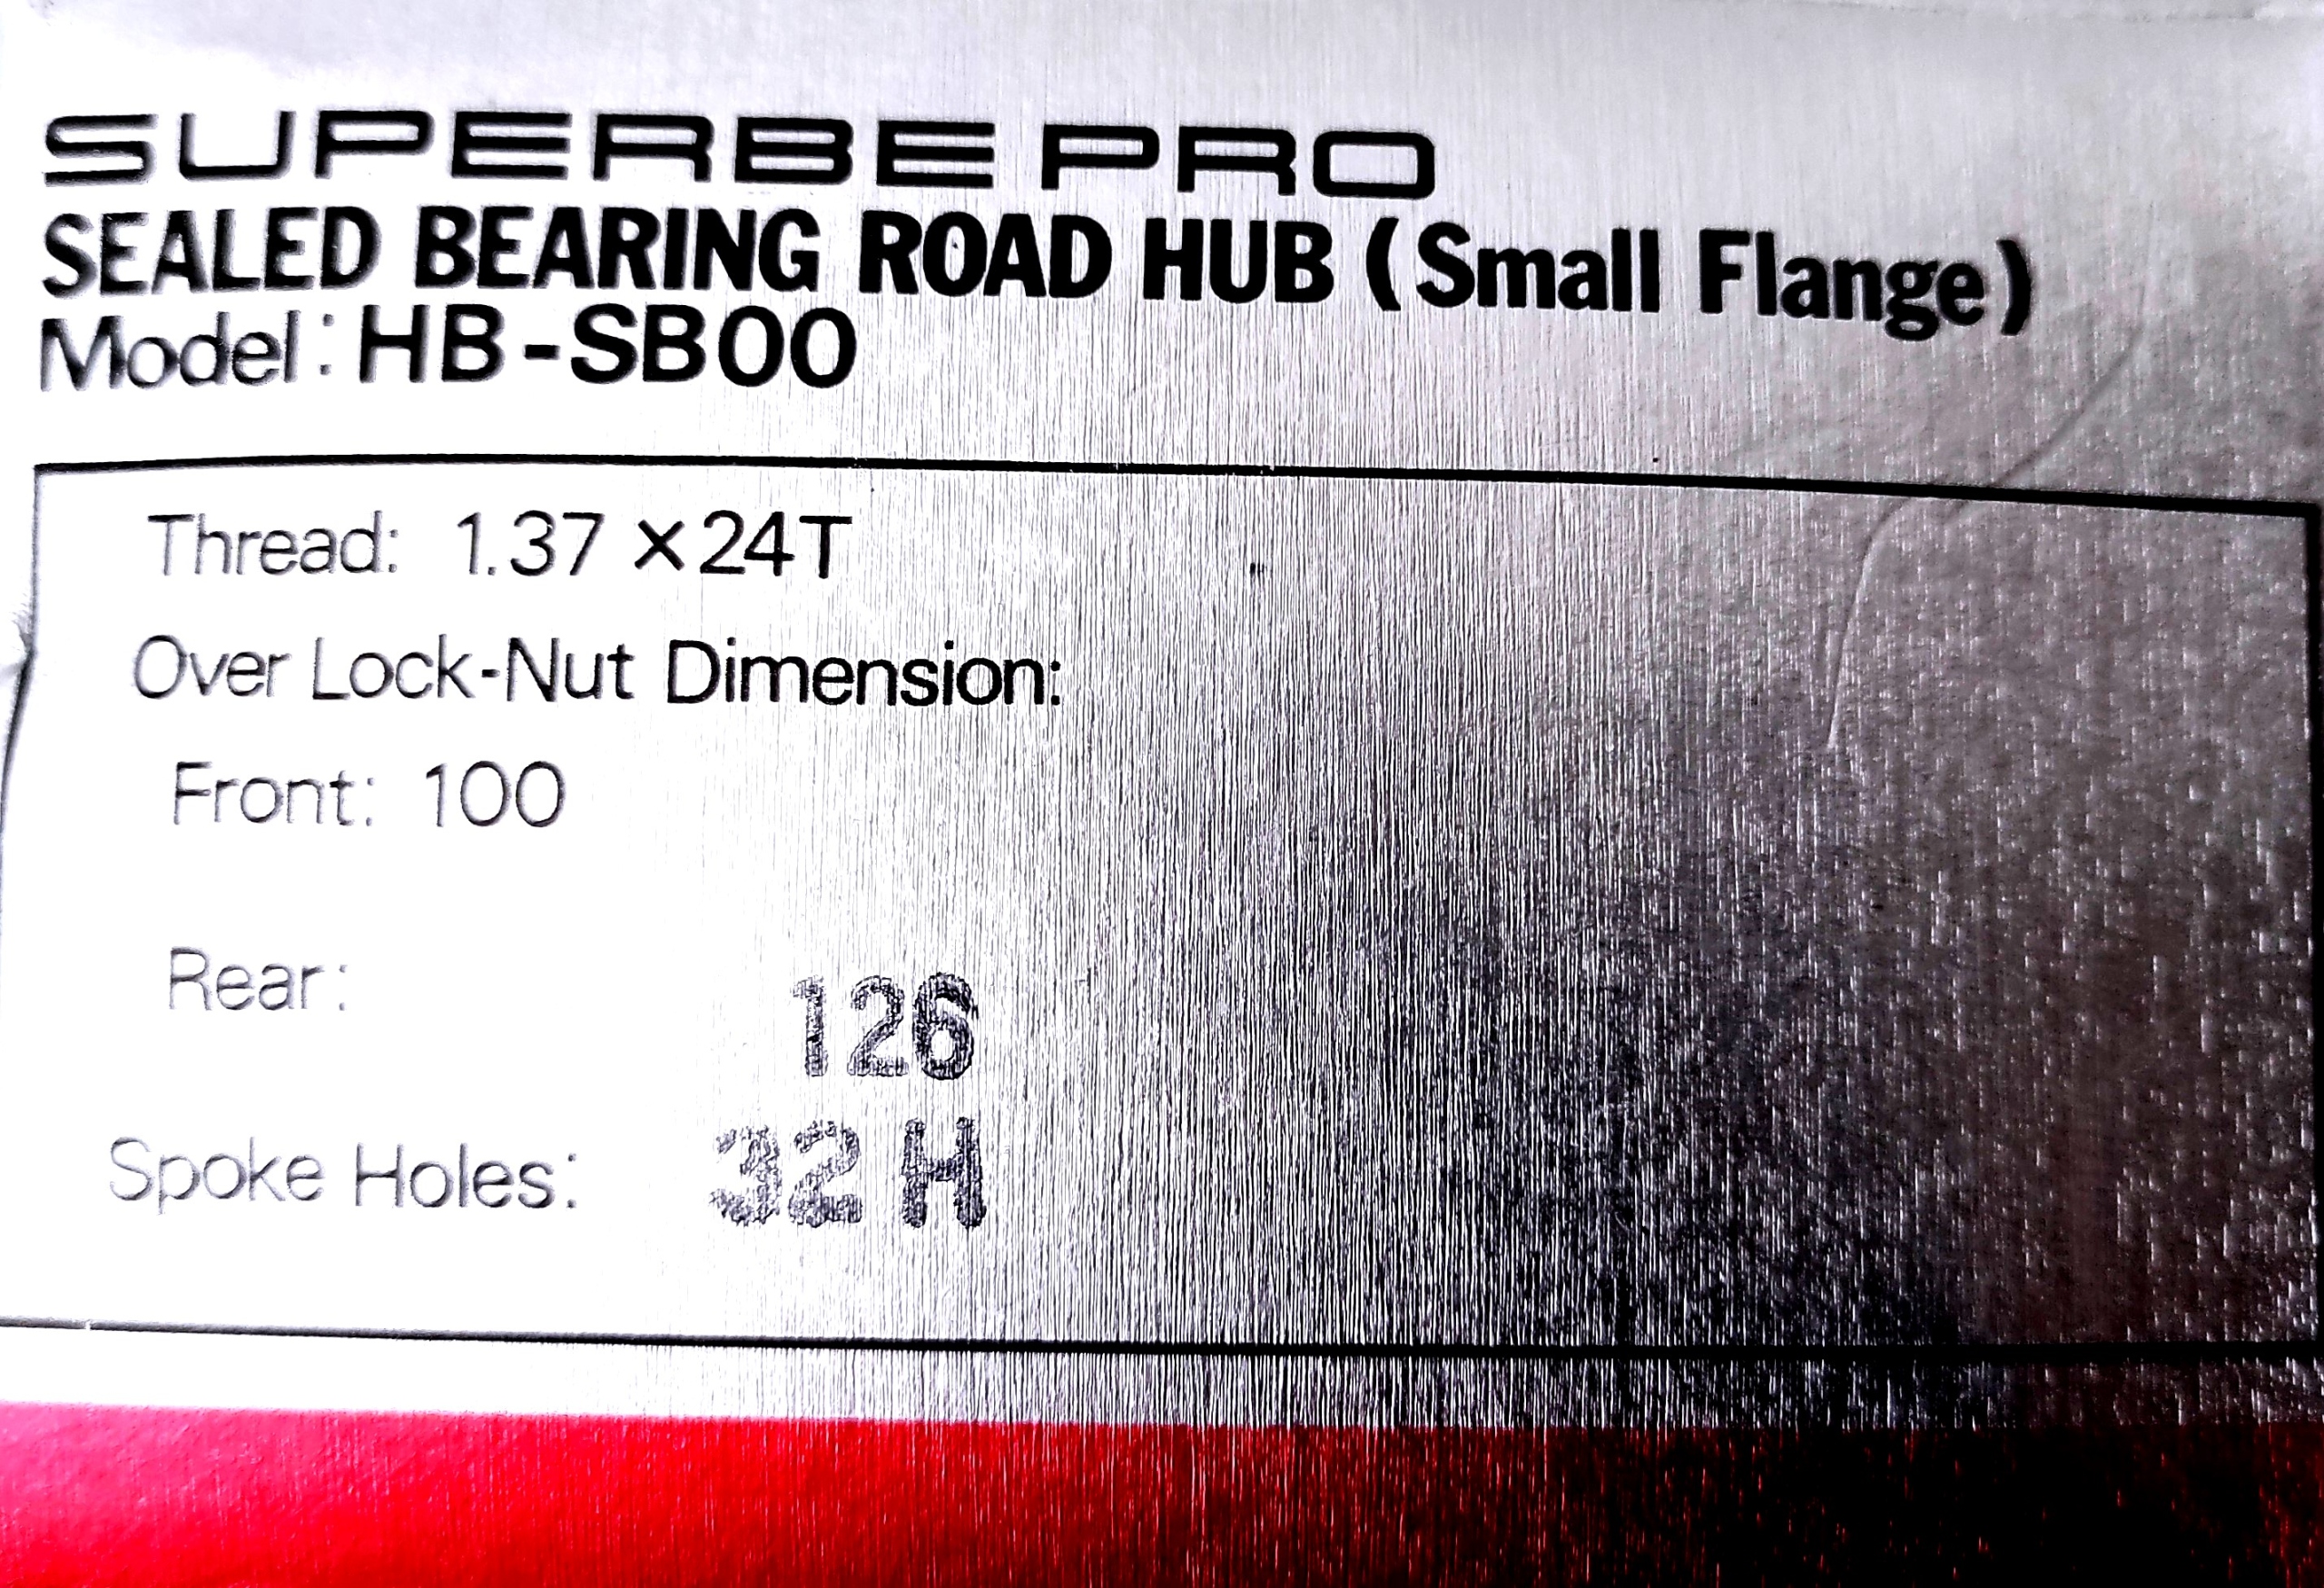 SUPERBE PRO
SEALED BEARING ROAD HUB (Small Flange)
Model: HB-SB00
Thread: 1.37 ×24T
Over Lock-Nut Dimension:
Front: 100
Rear: 126
Spoke Holes: 32 H